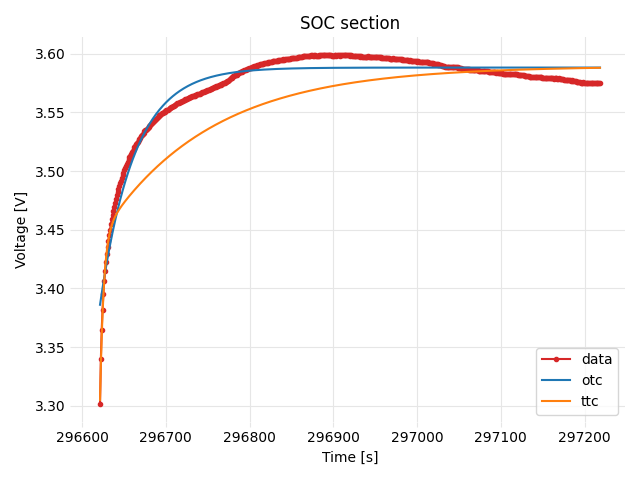 SOC section
Voltage [V]
3.60
3.55
3.50
3.45
3.40
3.35
3.30
data
otc
ttc
296600 296700 296800 296900 297000 297100 297200
Time [s]